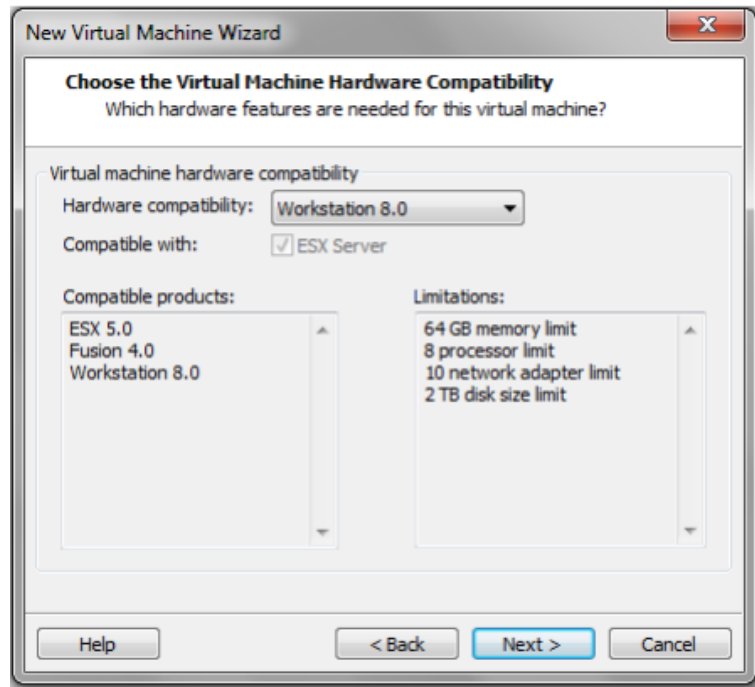 New Virtual Machine Wizard
X
Choose the Virtual Machine Hardware Compatibility
Which hardware features are needed for this virtual machine?
Virtual machine hardware compatibility
Hardware compatibility: Workstation 8.0
Compatible with: ESX Server
Compatible products:
ESX 5.0
Fusion 4.0
Workstation 8.0
Limitations:
64 GB memory limit
8 processor limit
10 network adapter limit
2 TB disk size limit
Help < Back Next > Cancel